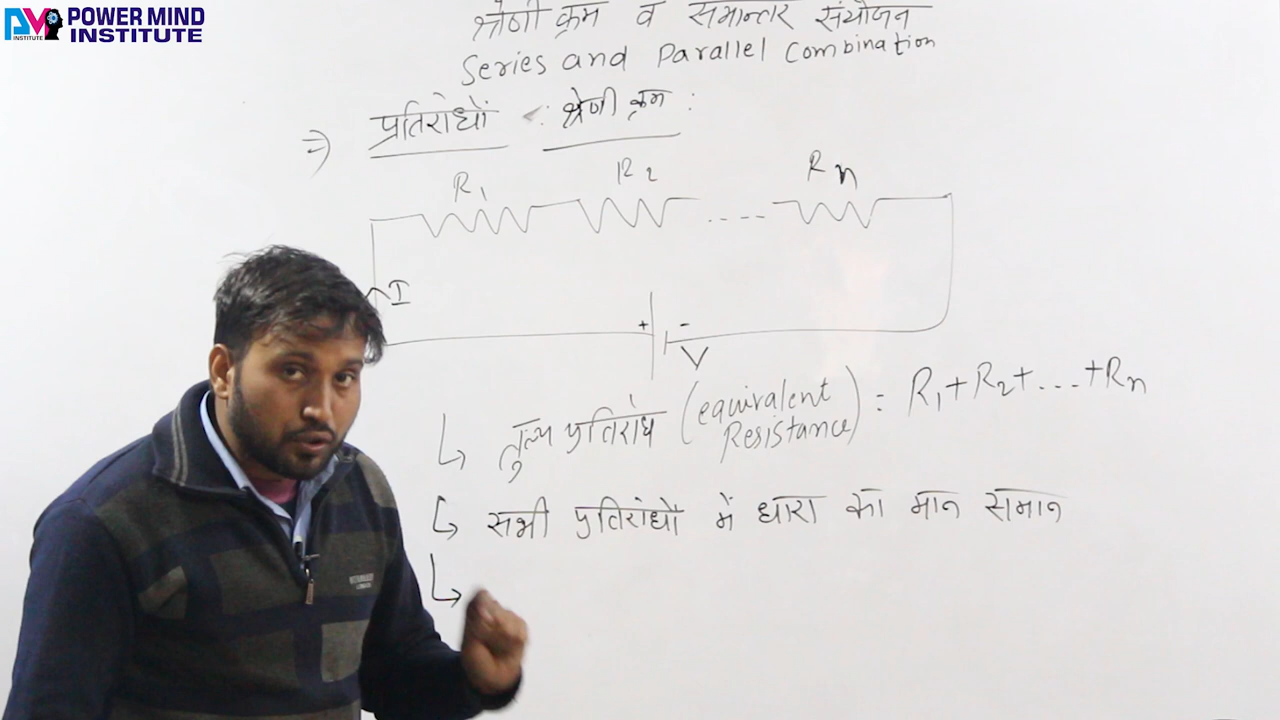 POWER MIND
INSTITUTE
INSTITUTE
श्रेणी क्रम व समान्तर संयोजन
Series and Parallel Combination
⇒ प्रतिरोधों : श्रेणी क्रम :
R1 R2 .... Rn
I
+ -
V
तुल्य प्रतिरोध (equivalent Resistance) = R1+R2+...+Rn
सभी प्रतिरोधों में धारा का मान समान